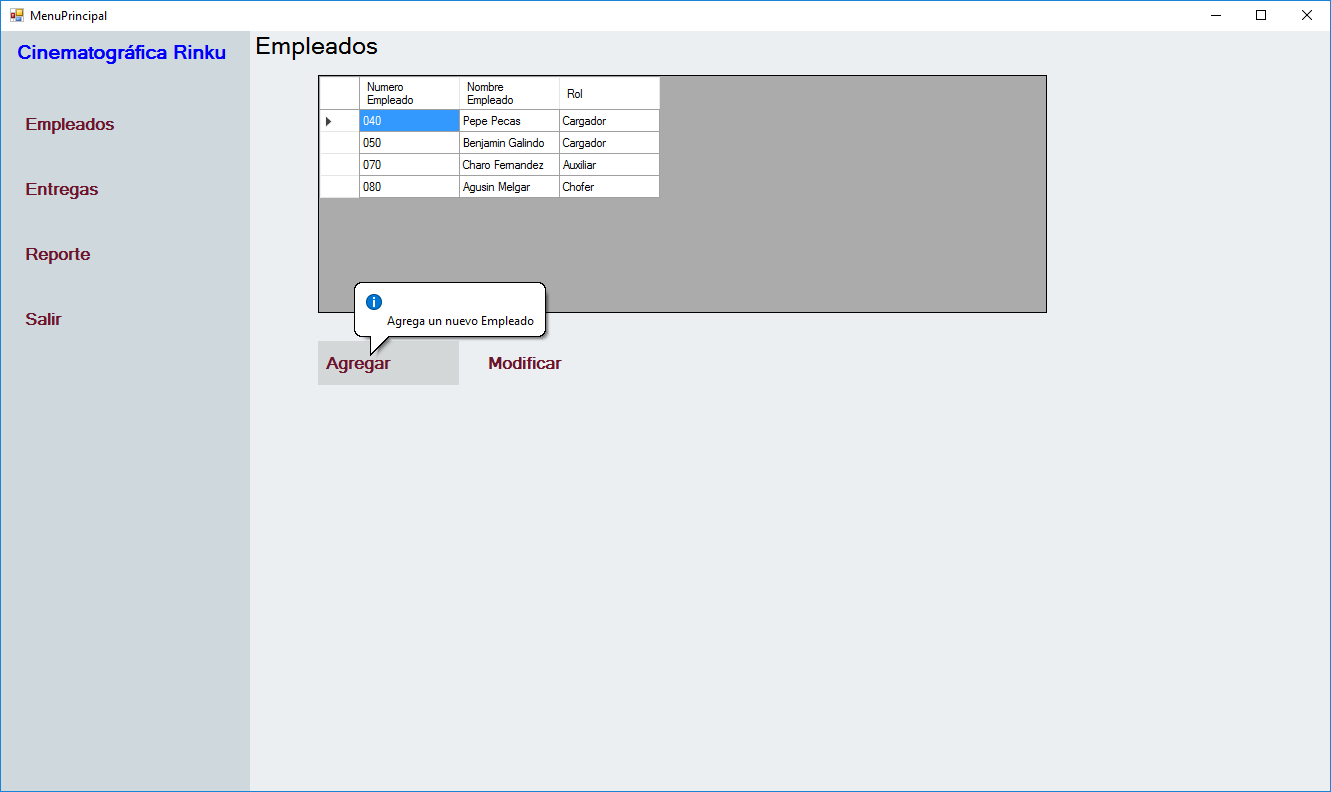 MenuPrincipal
Cinematográfica Rinku
Empleados
Entregas
Reporte
Salir
Empleados
Numero Empleado Nombre Empleado Rol
040 Pepe Pecas Cargador
050 Benjamin Galindo Cargador
070 Charo Fernandez Auxiliar
080 Agusin Melgar Chofer
Agrega un nuevo Empleado
Agregar Modificar